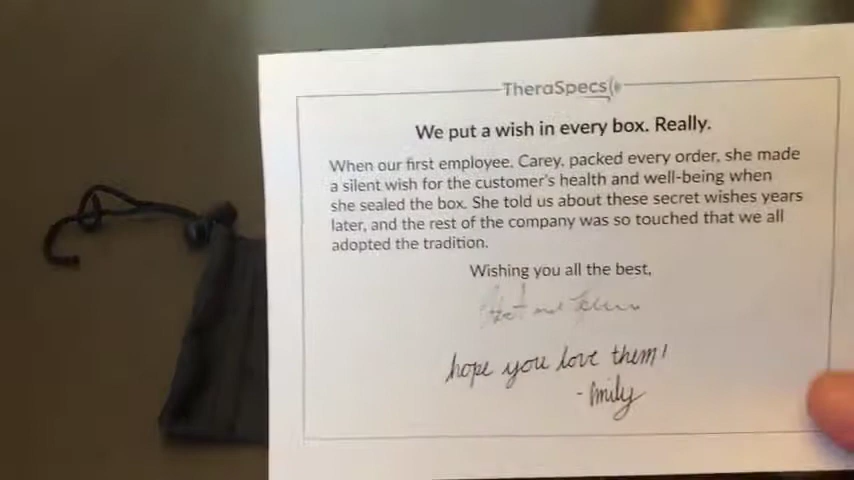 TheraSpecs
We put a wish in every box. Really.
When our first employee, Carey, packed every order, she made
a silent wish for the customer's health and well-being when
she sealed the box. She told us about these secret wishes years
later, and the rest of the company was so touched that we all
adopted the tradition.
Wishing you all the best,
hope you love them!
- Emily